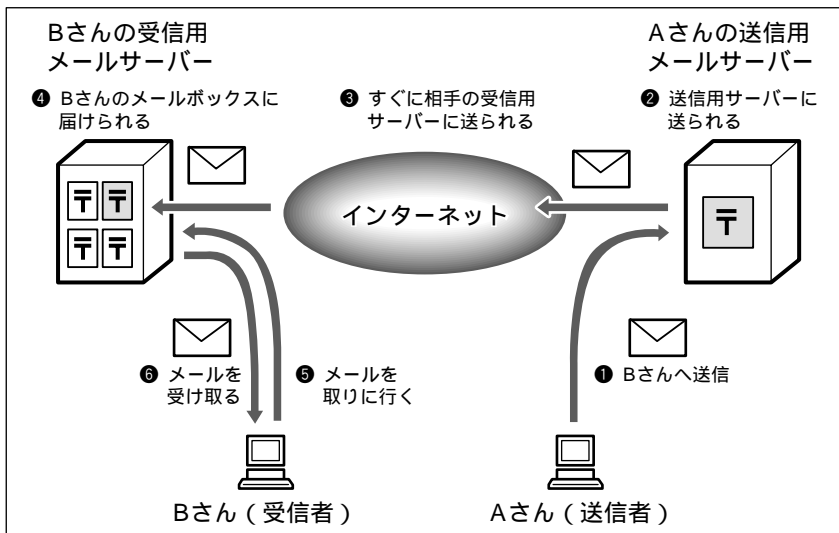 Bさんの受信用
メールサーバー
Aさんの送信用
メールサーバー
❹ Bさんのメールボックスに
届けられる
❸ すぐに相手の受信用
サーバーに送られる
❷ 送信用サーバーに
送られる
〒 〒
〒 〒
インターネット
〒
❻ メールを
受け取る
❺ メールを
取りに行く
❶ Bさんへ送信
Bさん（受信者）
Aさん（送信者）